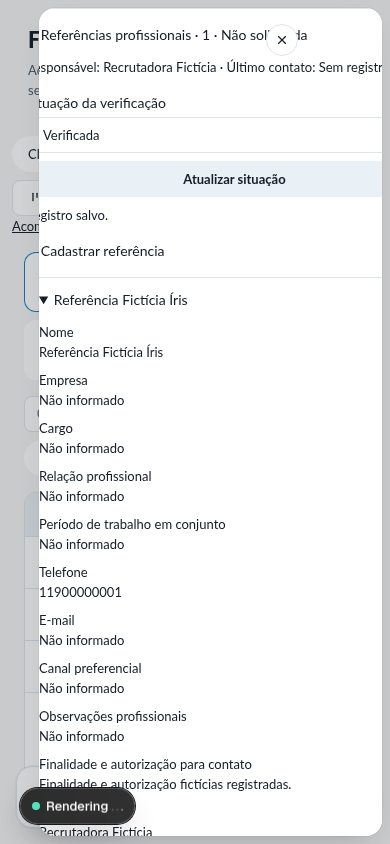 Referências profissionais · 1 · Não
sponsável: Recrutadora Fictícia · Último contato: Sem registr
tuação da verificação
Verificada
Atualizar situação
egistro salvo.
Cadastrar referência
Referência Fictícia Íris
Nome
Referência Fictícia Íris
Empresa
Não informado
Cargo
Não informado
Relação profissional
Não informado
Período de trabalho em conjunto
Não informado
Telefone
11900000001
E-mail
Não informado
Canal preferencial
Não informado
Observações profissionais
Não informado
Finalidade e autorização para contato
Finalidade e autorização fictícias registradas.
Rendering ...
Recrutadora Fictícia